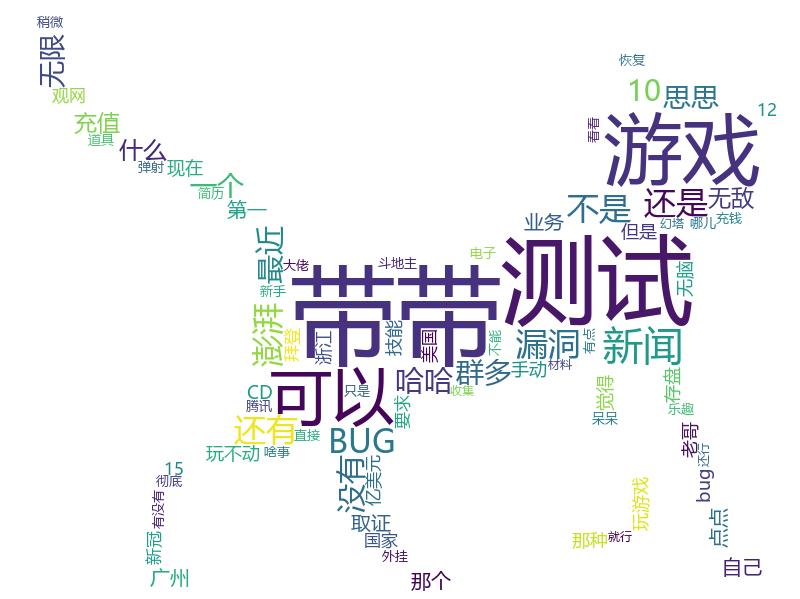 稍微
无限
恢复
观网
10
思思
12
充值
道具
看看
游戏
什么
弹射
现在
一个
简历
还是
无敌
第一
不是
业务
但是
幻塔
哪儿
充钱
最近
大佬
斗地主
电子
测试
无脑
新手
带带
澎湃
拜登
浙江
技能
美国
不能
漏洞
有点
新闻
群多
手动
材料
CD
腾讯
可以
只是
哈哈
收集
要求
觉得
呆呆
存盘
乐趣
还有
直接
BUG
老哥
还行
玩不动
啥事
15
彻底
有没有
没有
亿美元
bug
玩游戏
取证
国家
点点
新冠
外挂
那种
就行
广州
那个
自己